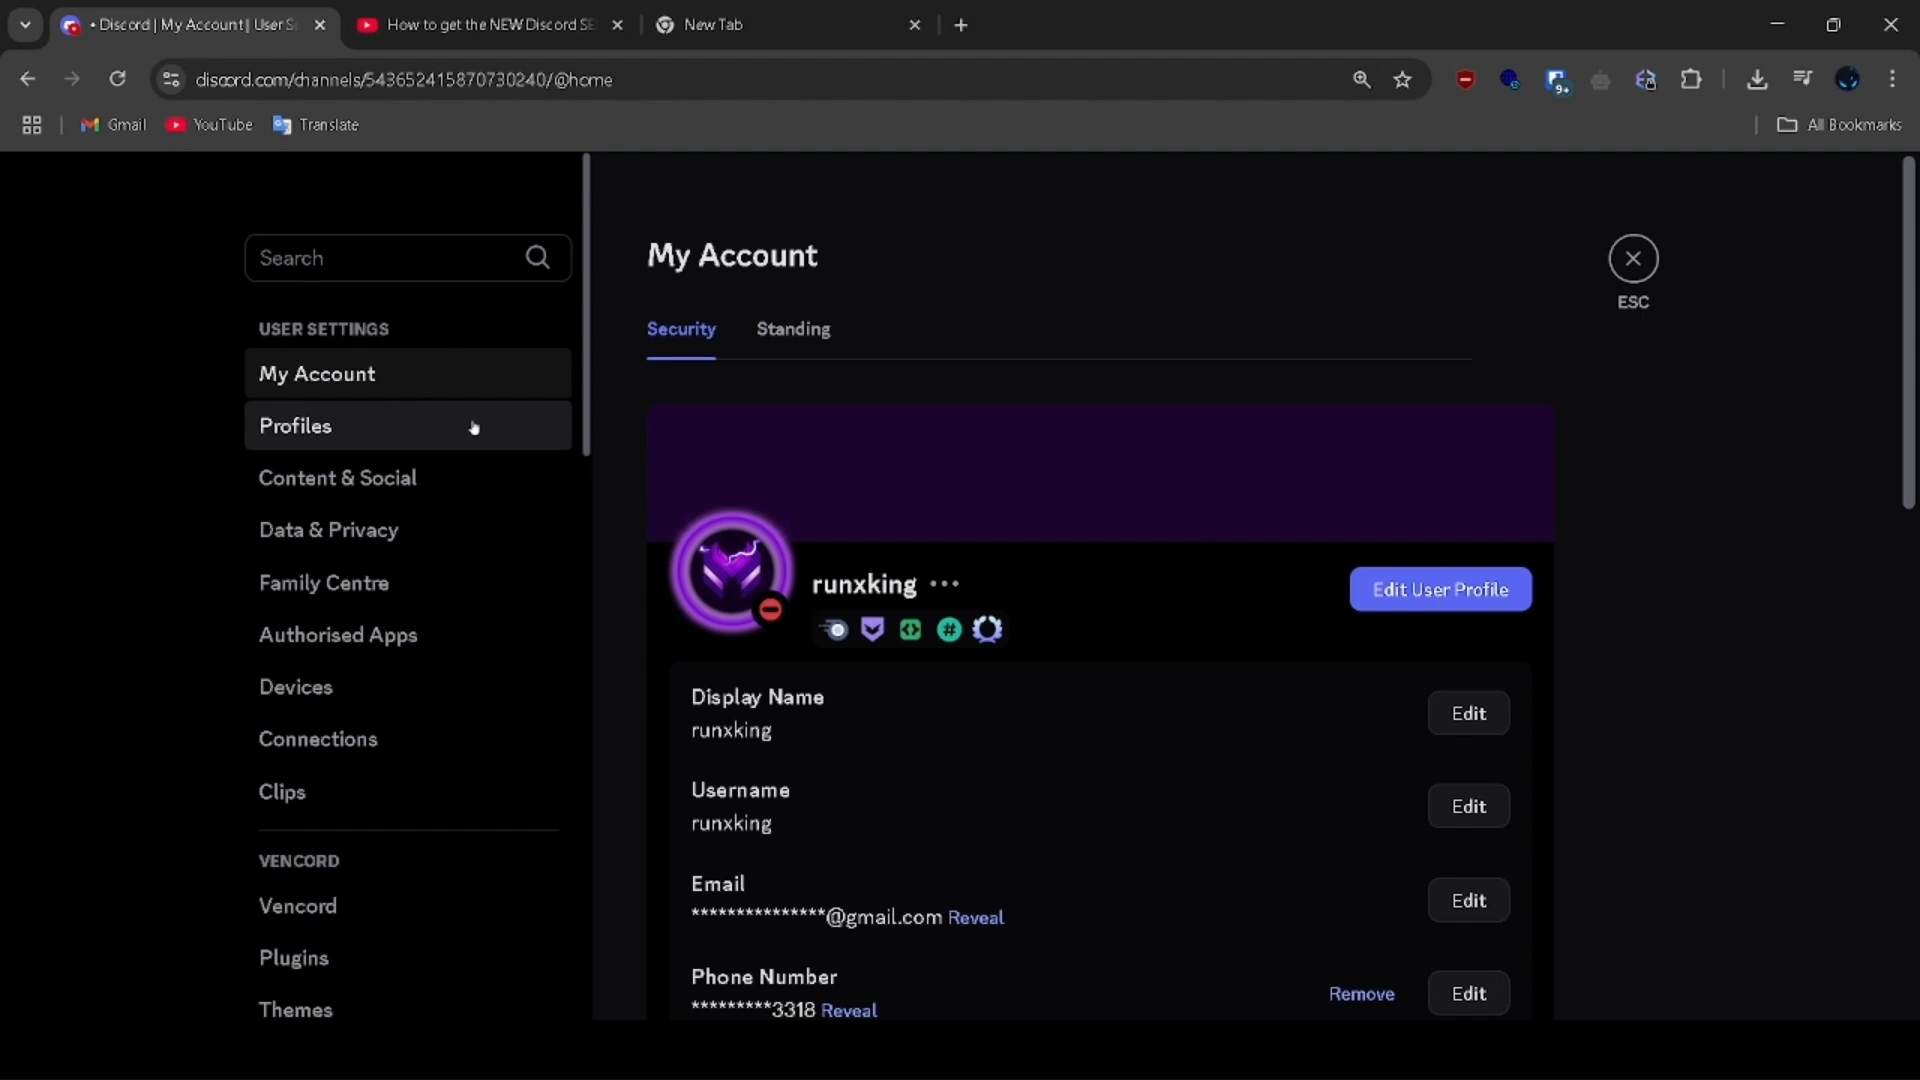 • Discord | My Account | User S
How to get the NEW Discord SE
New Tab
discord.com/channels/543652415870730240/@home
9+
Gmail
YouTube
Translate
All Bookmarks
Search
USER SETTINGS
My Account
Profiles
Content & Social
Data & Privacy
Family Centre
Authorised Apps
Devices
Connections
Clips
VENCORD
Vencord
Plugins
Themes
My Account
ESC
Security
Standing
runxking
Edit User Profile
Display Name
runxking
Edit
Username
runxking
Edit
Email
***************@gmail.com Reveal
Edit
Phone Number
*********3318 Reveal
Remove
Edit